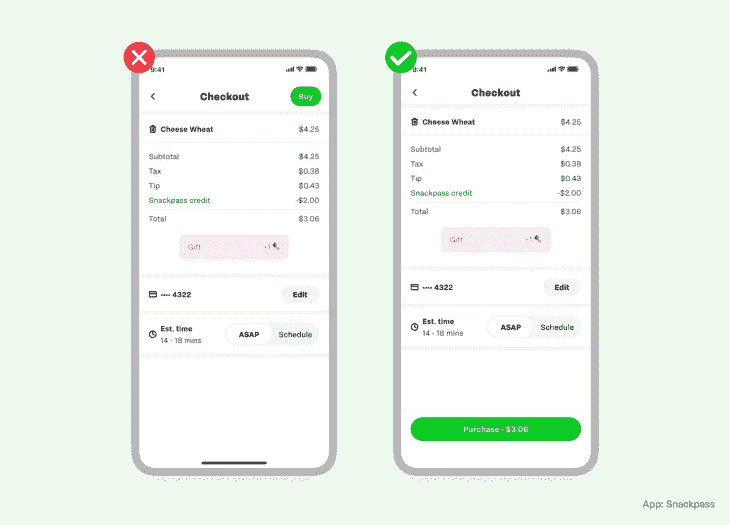 9:41
Checkout
Buy
Cheese Wheat $4.25
Subtotal $4.25
Tax $0.38
Tip $0.43
Snackpass credit -$2.00
Total $3.06
Gift +1
•••• 4322 Edit
Est. time
14 - 18 mins
ASAP Schedule
9:41
Checkout
Cheese Wheat $4.25
Subtotal $4.25
Tax $0.38
Tip $0.43
Snackpass credit -$2.00
Total $3.06
Gift +1
•••• 4322 Edit
Est. time
14 - 18 mins
ASAP Schedule
Purchase • $3.06
App: Snackpass